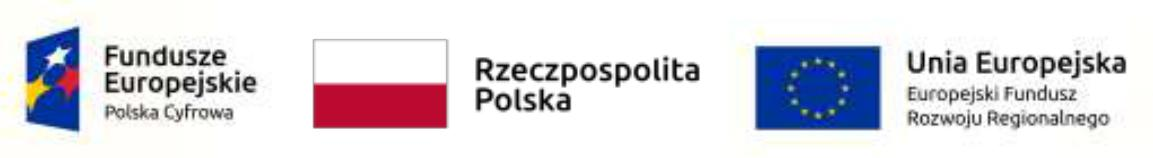 Fundusze
Europejskie
Polska Cyfrowa
Rzeczpospolita
Polska
Unia Europejska
Europejski Fundusz
Rozwoju Regionalnego